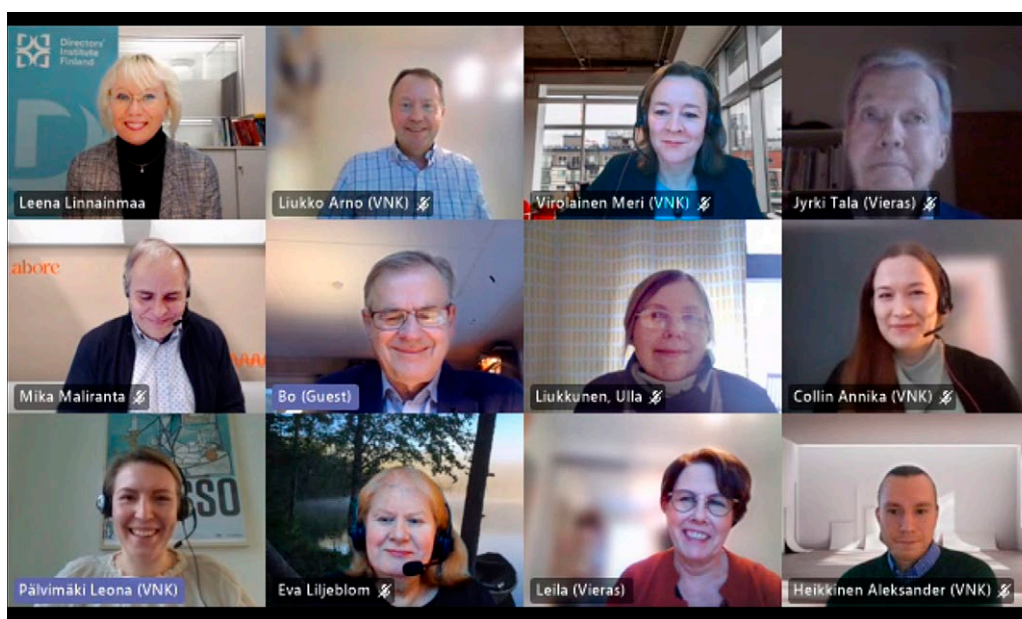 Directors'
Institute
Finland
Leena Linnainmaa
Liukko Arno (VNK)
Virolainen Meri (VNK)
Jyrki Tala (Vieras)
abore
Mika Maliranta
Bo (Guest)
Liukkunen, Ulla
Collin Annika (VNK)
SSO
Pälvimäki Leona (VNK)
Eva Liljeblom
Leila (Vieras)
Heikkinen Aleksander (VNK)